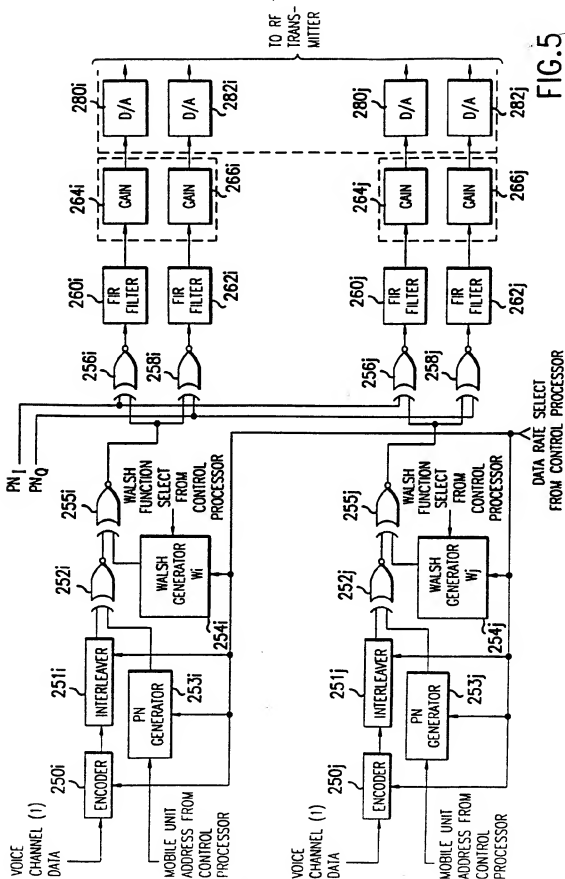 VOICE
CHANNEL (1)
DATA
250i
ENCODER
251i
INTERLEAVER
252i
255i
WALSH
FUNCTION
SELECT
FROM
CONTROL
PROCESSOR
MOBILE UNIT
ADDRESS FROM
CONTROL
PROCESSOR
PN
GENERATOR
253i
WALSH
GENERATOR
Wi
254i
PN I
PN Q
256i
258i
260i
FIR
FILTER
262i
FIR
FILTER
264i
GAIN
266i
GAIN
280i
D/A
282i
D/A
TO RF
TRANS-
MITTER
VOICE
CHANNEL (1)
DATA
250j
ENCODER
251j
INTERLEAVER
252j
255j
WALSH
FUNCTION
SELECT
FROM
CONTROL
PROCESSOR
MOBILE UNIT
ADDRESS FROM
CONTROL
PROCESSOR
PN
GENERATOR
253j
WALSH
GENERATOR
Wj
254j
256j
258j
260j
FIR
FILTER
262j
FIR
FILTER
264j
GAIN
266j
GAIN
280j
D/A
282j
D/A
DATA RATE SELECT
FROM CONTROL PROCESSOR
FIG.5